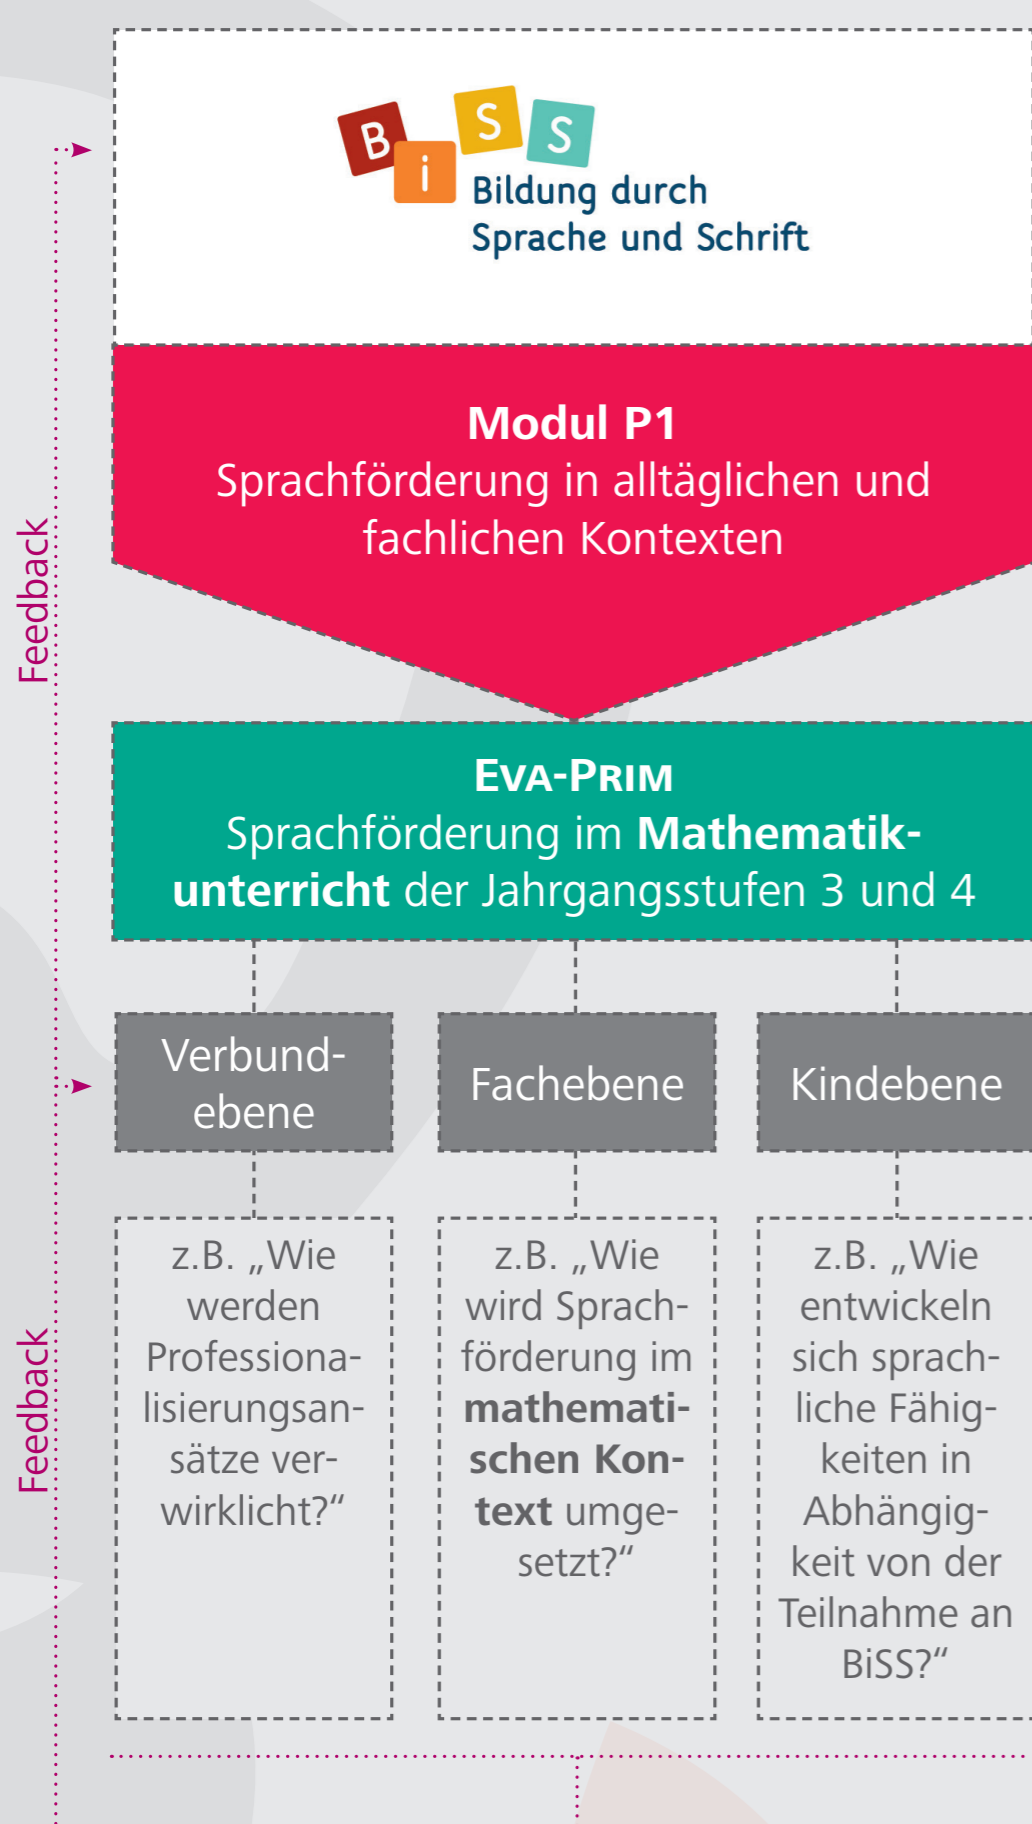 BiSS
Bildung durch
Sprache und Schrift
Modul P1
Sprachförderung in alltäglichen und
fachlichen Kontexten
Feedback
EVA-PRIM
Sprachförderung im Mathematik-
unterricht der Jahrgangsstufen 3 und 4
Verbund-
ebene
Fachebene
Kindebene
Feedback
z.B. „Wie
werden
Professiona-
lisierungsan-
sätze ver-
wirklicht?“
z.B. „Wie
wird Sprach-
förderung im
mathemati-
schen Kon-
text umge-
setzt?“
z.B. „Wie
entwickeln
sich sprach-
liche Fähig-
keiten in
Abhängig-
keit von der
Teilnahme an
BiSS?“